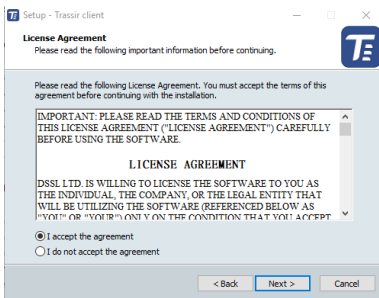 Setup - Trassir client
License Agreement
Please read the following important information before continuing.
Please read the following License Agreement. You must accept the terms of this
agreement before continuing with the installation.
IMPORTANT: PLEASE READ THE TERMS AND CONDITIONS OF
THIS LICENSE AGREEMENT ("LICENSE AGREEMENT") CAREFULLY
BEFORE USING THE SOFTWARE.
LICENSE AGREEMENT
DSSL LTD. IS WILLING TO LICENSE THE SOFTWARE TO YOU AS
THE INDIVIDUAL, THE COMPANY, OR THE LEGAL ENTITY THAT
WILL BE UTILIZING THE SOFTWARE (REFERENCED BELOW AS
"YOU" OR "YOUR") ONLY ON THE CONDITION THAT YOU ACCEPT
I accept the agreement
I do not accept the agreement
< Back Next > Cancel